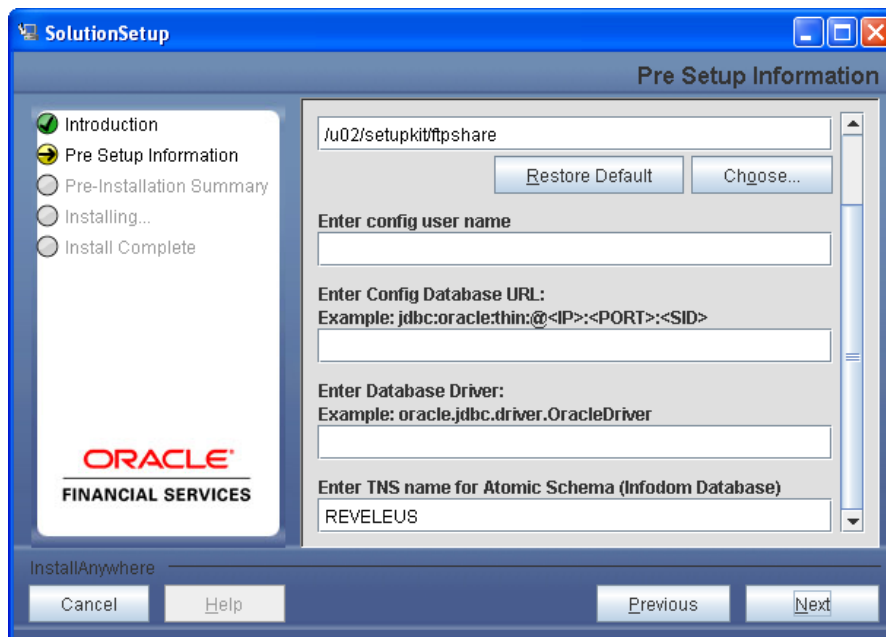 SolutionSetup
Pre Setup Information
Introduction
Pre Setup Information
Pre-Installation Summary
Installing...
Install Complete
ORACLE®
FINANCIAL SERVICES
/u02/setupkit/ftpshare
Restore Default
Choose...
Enter config user name
Enter Config Database URL:
Example: jdbc:oracle:thin:@<IP>:<PORT>:<SID>
Enter Database Driver:
Example: oracle.jdbc.driver.OracleDriver
Enter TNS name for Atomic Schema (Infodom Database)
REVELEUS
InstallAnywhere
Cancel
Help
Previous
Next